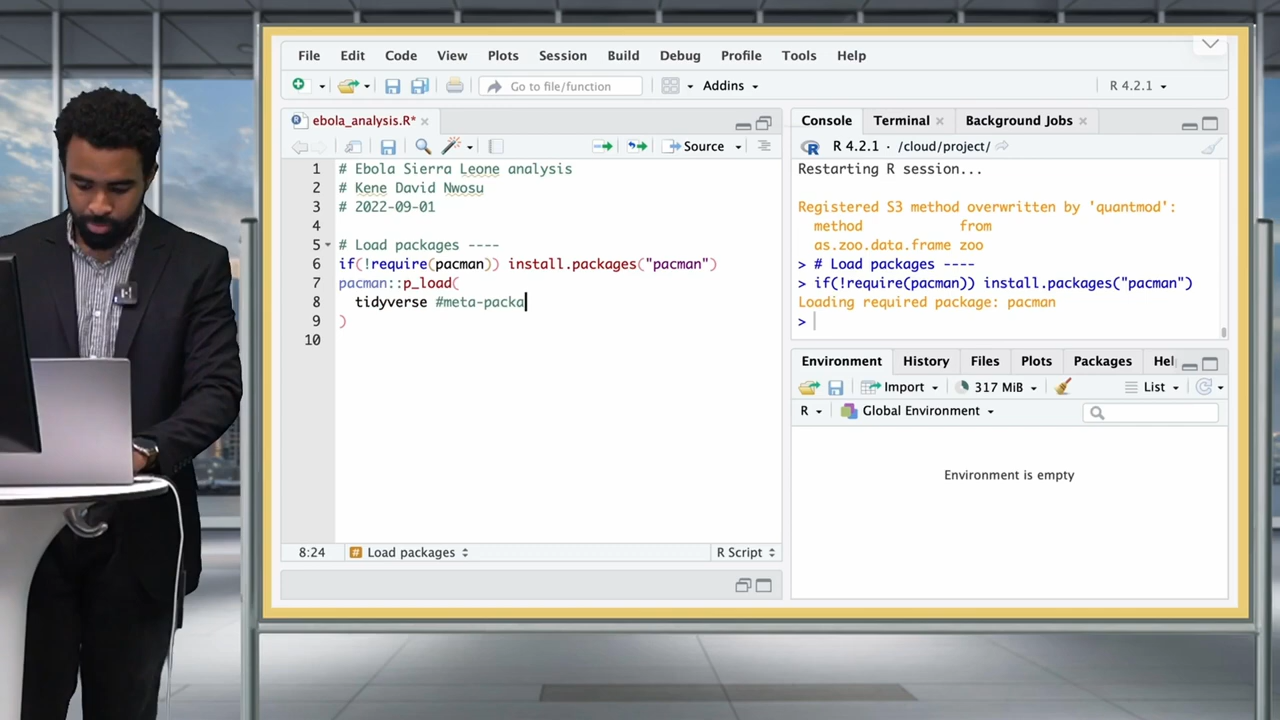 File Edit Code View Plots Session Build Debug Profile Tools Help
Go to file/function Addins R 4.2.1
ebola_analysis.R*
Source
1 # Ebola Sierra Leone analysis
2 # Kene David Nwosu
3 # 2022-09-01
4
5 # Load packages ----
6 if(!require(pacman)) install.packages("pacman")
7 pacman::p_load(
8 tidyverse #meta-packa
9 )
10
8:24 Load packages R Script
Console Terminal Background Jobs
R 4.2.1 · /cloud/project/
Restarting R session...
Registered S3 method overwritten by 'quantmod':
method from
as.zoo.data.frame zoo
> # Load packages ----
> if(!require(pacman)) install.packages("pacman")
Loading required package: pacman
>
Environment History Files Plots Packages Hel
Import 317 MiB List
R Global Environment
Environment is empty